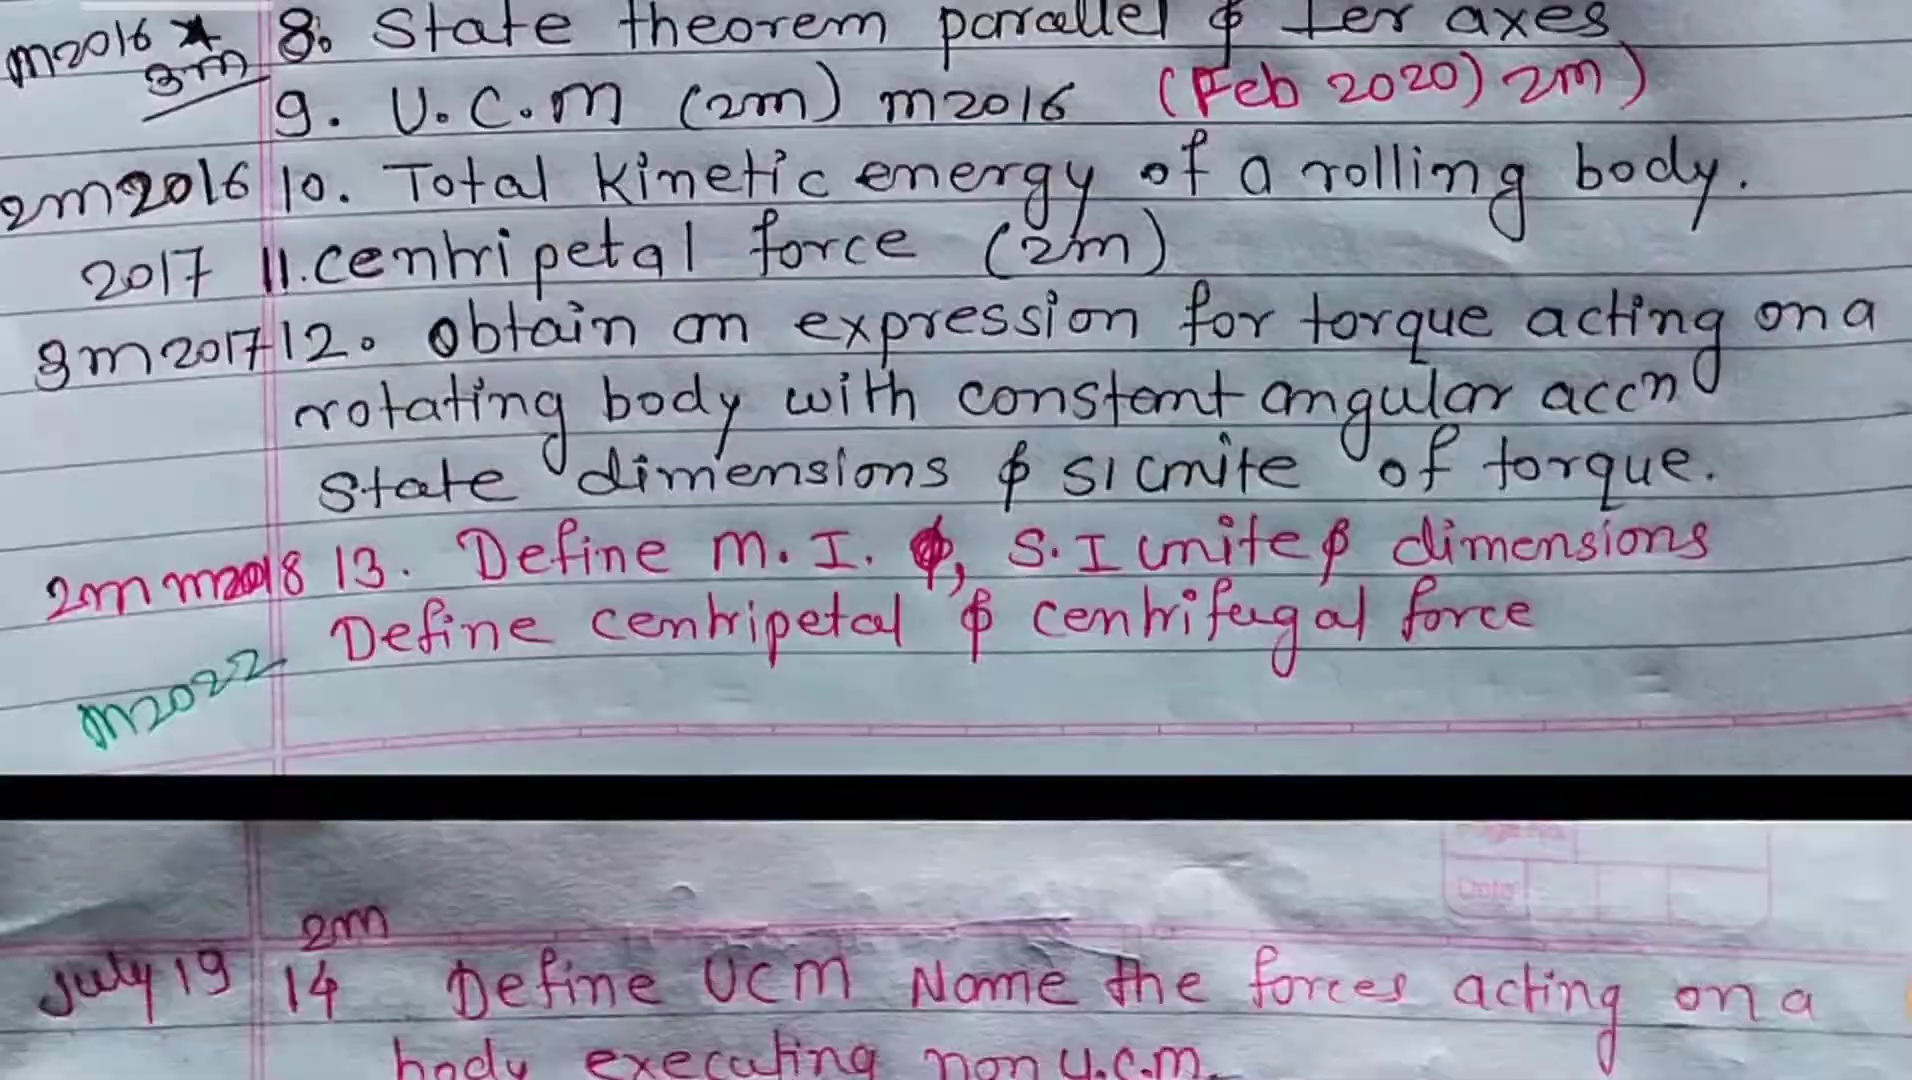 m2016 * 8. State theorem parallel & ter axes
3m
9. U.C.M (2m) m2016 (Feb 2020) 2m)
2m2016 10. Total kinetic energy of a rolling body.
2017 11. centripetal force (2m)
3m2017 12. obtain an expression for torque acting on a
rotating body with constant angular accn
State dimensions & SI unite of torque.
2m m2018 13. Define M.I. &, S.I unite & dimensions
Define centripetal & centrifugal force
M2022
Date
2m
July 19 14 Define UCM Name the forces acting on a
body executing non U.C.M.